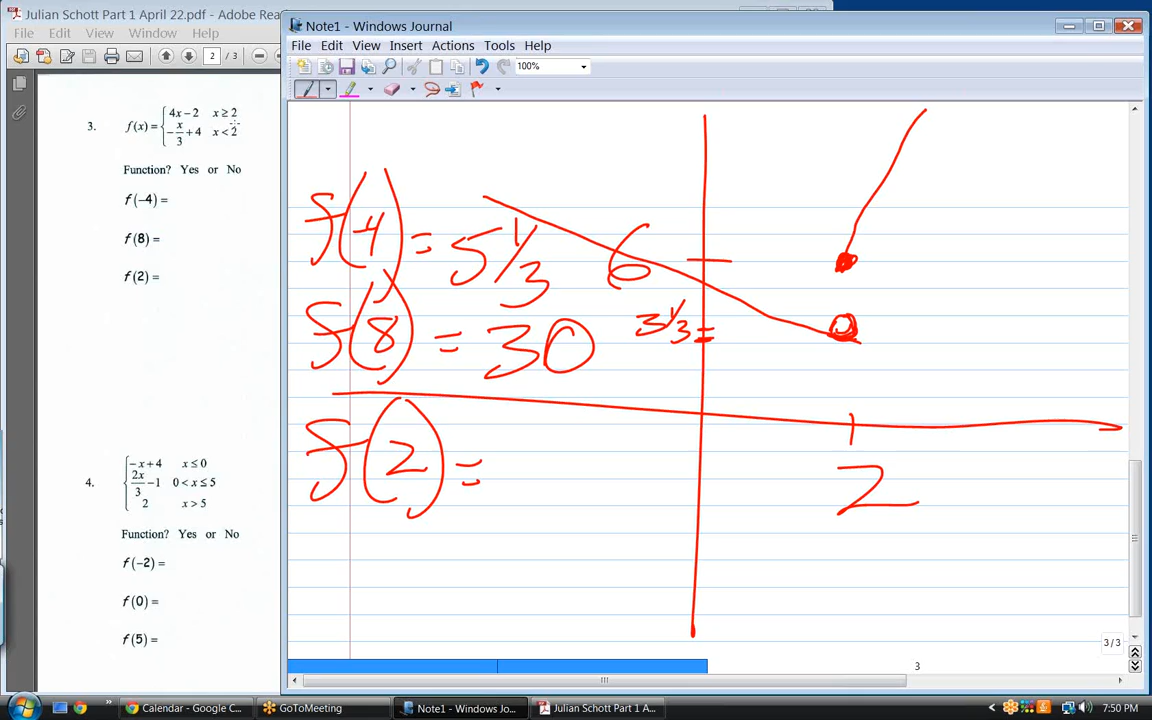 Julian Schott Part 1 April 22.pdf - Adobe Rea
File Edit View Window Help
2 / 3
3. f(x) = { 4x − 2 x ≥ 2
−x/3 + 4 x < 2
Function? Yes or No
f(−4) =
f(8) =
f(2) =
4. { −x + 4 x ≤ 0
2x/3 − 1 0 < x ≤ 5
2 x > 5
Function? Yes or No
f(−2) =
f(0) =
f(5) =
Note1 - Windows Journal
File Edit View Insert Actions Tools Help
100%
f(-4) = 5 1/3
6
f(8) = 30
3 1/3
f(2) =
2
3/3
3
Calendar - Google C...
GoToMeeting
Note1 - Windows Jo...
Julian Schott Part 1 A...
7:50 PM